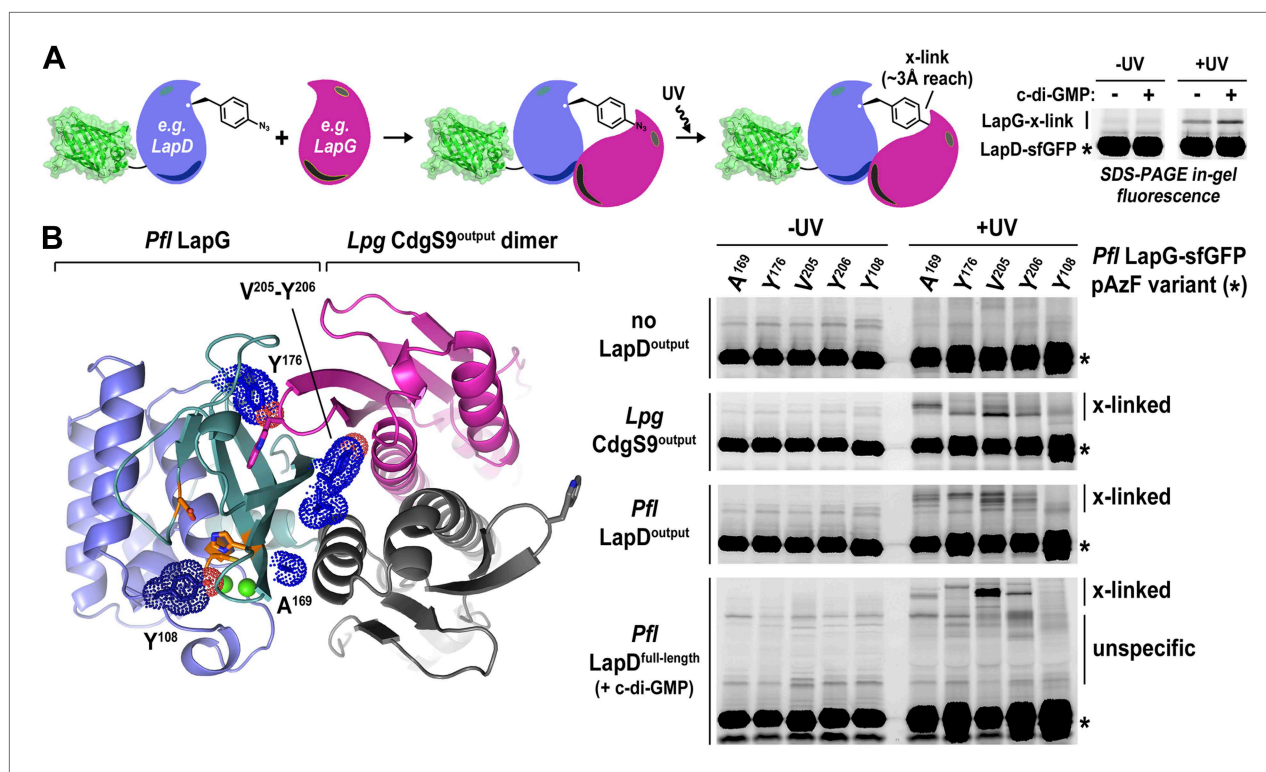 A
e.g.
LapD
N₃
+
e.g.
LapG
N₃
UV
x-link
(~3Å reach)
-UV +UV
c-di-GMP: - + - +
LapG-x-link
LapD-sfGFP *
SDS-PAGE in-gel
fluorescence
B
Pfl LapG
Lpg CdgS9output dimer
V205-Y206
Y176
A169
Y108
-UV +UV
A169 Y176 V205 Y206 Y108 A169 Y176 V205 Y206 Y108
Pfl LapG-sfGFP
pAzF variant (*)
no
LapDoutput
*
Lpg
CdgS9output
x-linked
*
Pfl
LapDoutput
x-linked
*
Pfl
LapDfull-length
(+ c-di-GMP)
x-linked
unspecific
*